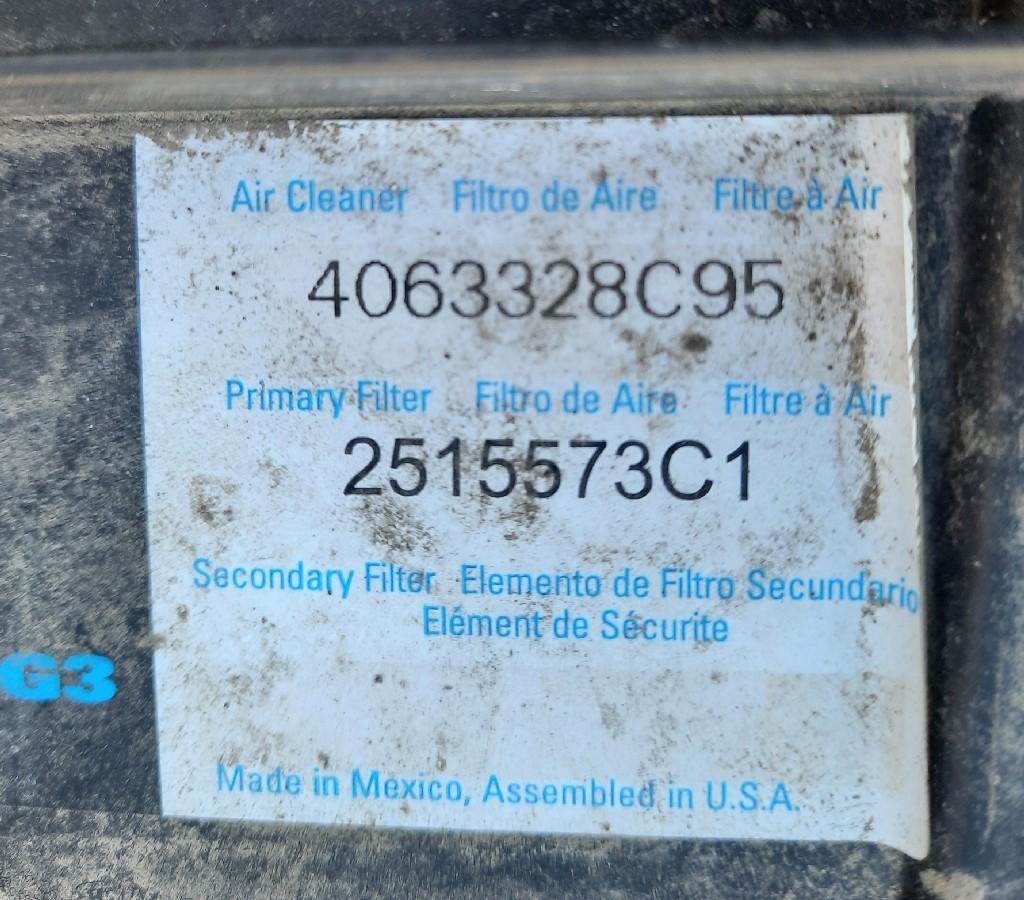 Air Cleaner Filtro de Aire Filtre à Air
4063328C95
Primary Filter Filtro de Aire Filtre à Air
2515573C1
Secondary Filter Elemento de Filtro Secundario
Elément de Sécurite
G3
Made in Mexico, Assembled in U.S.A.